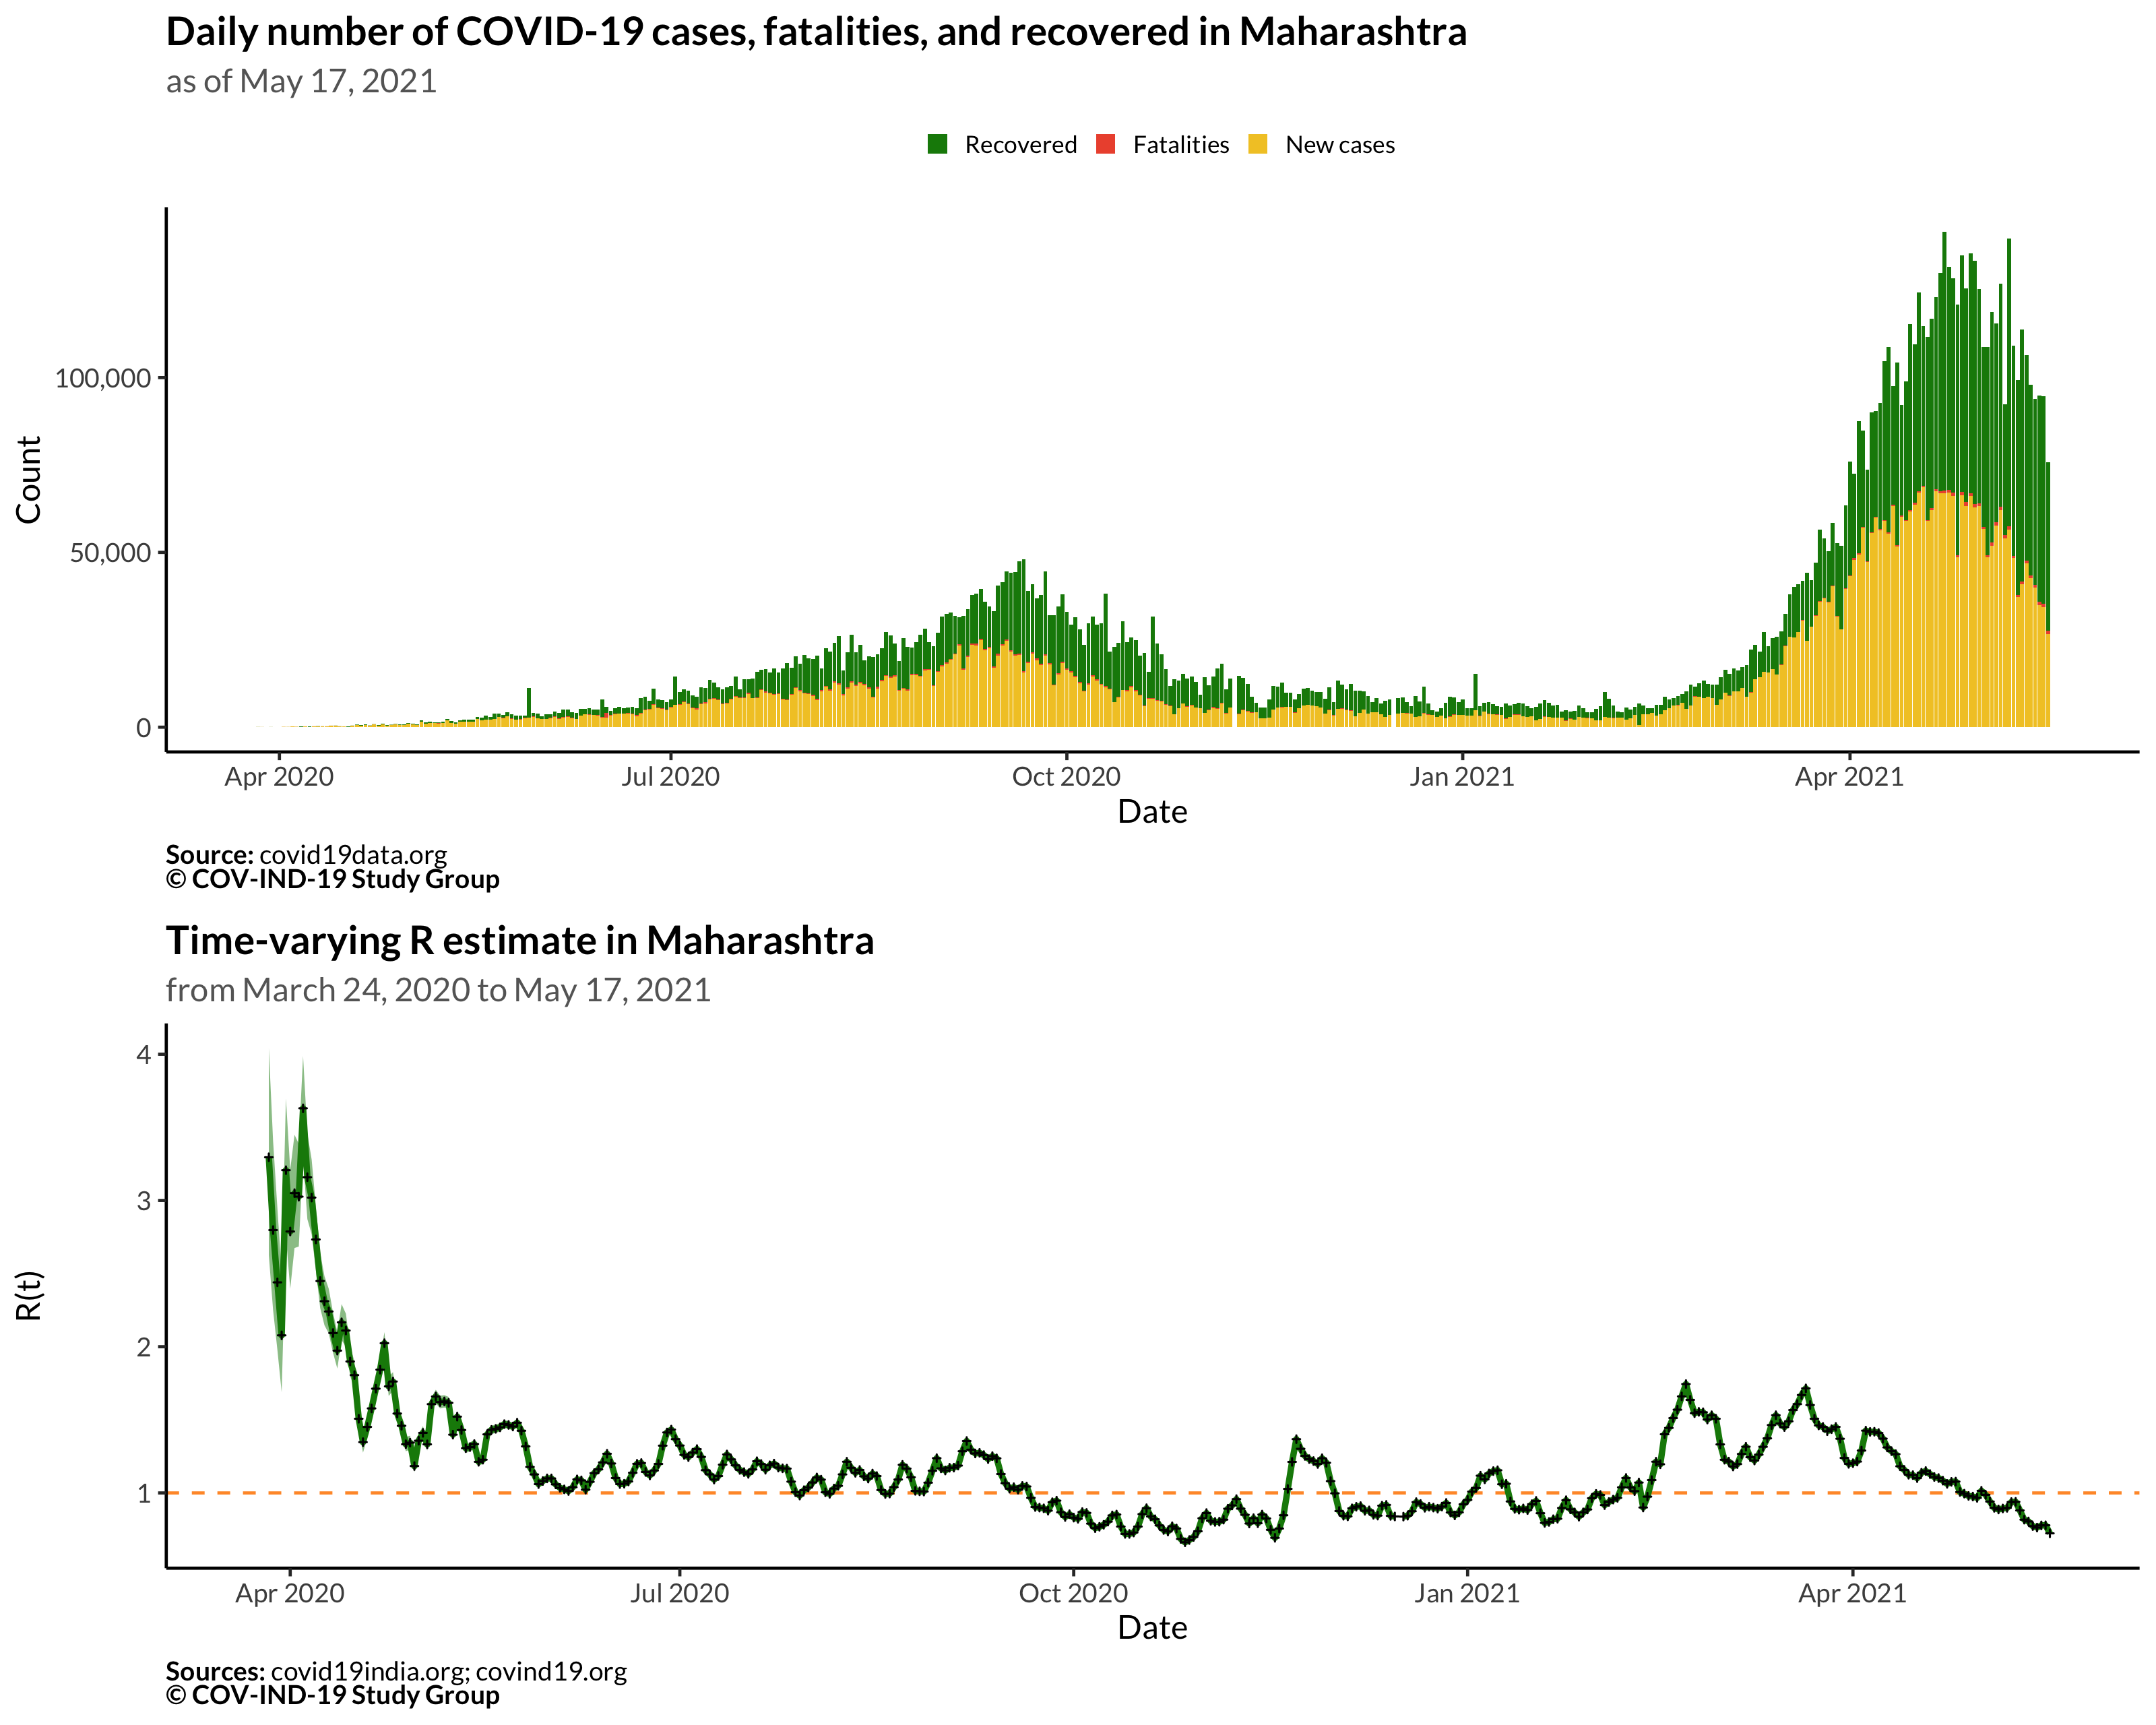 Daily number of COVID-19 cases, fatalities, and recovered in Maharashtra
as of May 17, 2021
Recovered Fatalities New cases
Count
100,000
50,000
0
Apr 2020 Jul 2020 Oct 2020 Jan 2021 Apr 2021
Date
Source: covid19data.org
© COV-IND-19 Study Group
Time-varying R estimate in Maharashtra
from March 24, 2020 to May 17, 2021
R(t)
4
3
2
1
Apr 2020 Jul 2020 Oct 2020 Jan 2021 Apr 2021
Date
Sources: covid19india.org; covind19.org
© COV-IND-19 Study Group